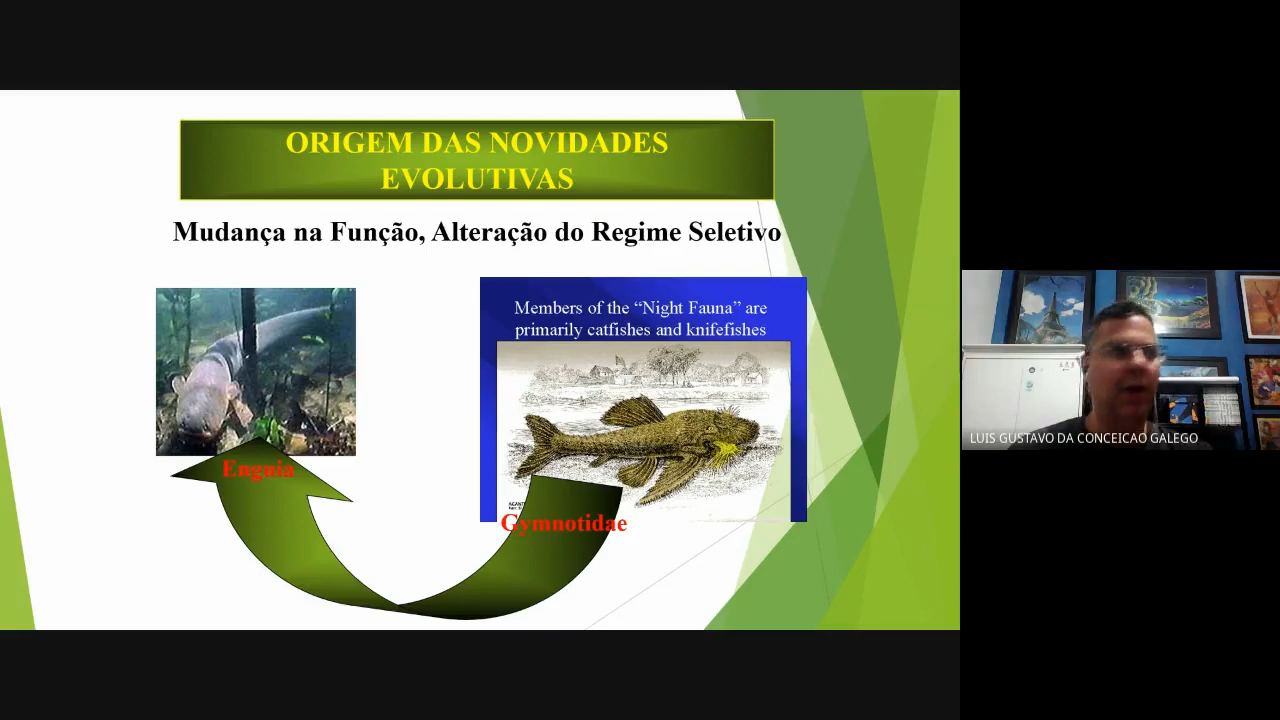 ORIGEM DAS NOVIDADES
EVOLUTIVAS
Mudança na Função, Alteração do Regime Seletivo
Members of the “Night Fauna” are
primarily catfishes and knifefishes
Enguia
Gymnotidae
LUIS GUSTAVO DA CONCEICAO GALEGO